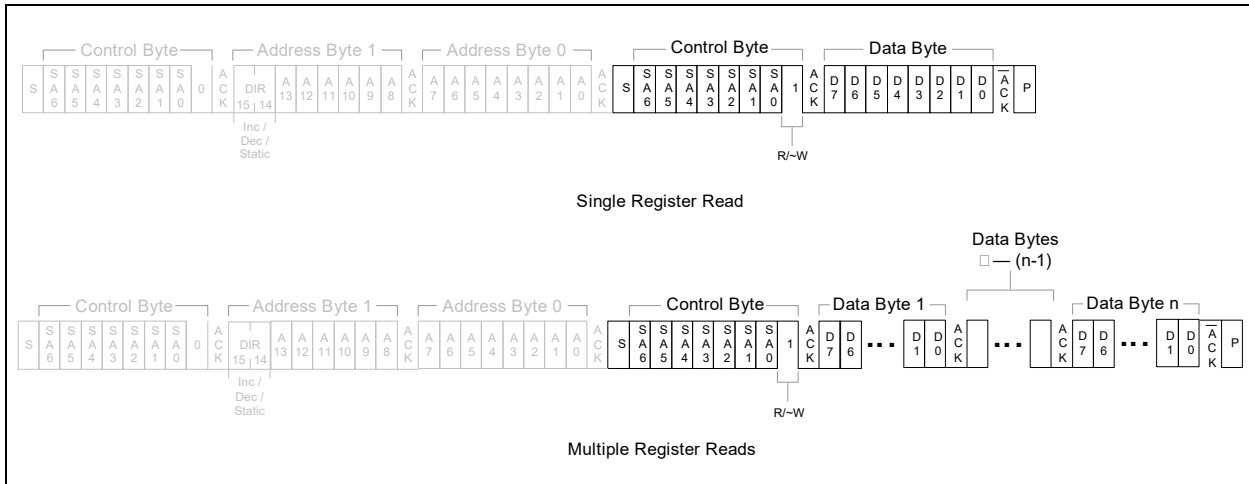 Control Byte Address Byte 1 Address Byte 0 Control Byte Data Byte
S SA6 SA5 SA4 SA3 SA2 SA1 SA0 0 ACK DIR 15 14 A13 A12 A11 A10 A9 A8 ACK A7 A6 A5 A4 A3 A2 A1 A0 ACK S SA6 SA5 SA4 SA3 SA2 SA1 SA0 1 ACK D7 D6 D5 D4 D3 D2 D1 D0 A̅C̅K̅ P
Inc /
Dec /
Static
R/~W
Single Register Read
Data Bytes
□ — (n-1)
Control Byte Address Byte 1 Address Byte 0 Control Byte Data Byte 1 Data Byte n
S SA6 SA5 SA4 SA3 SA2 SA1 SA0 0 ACK DIR 15 14 A13 A12 A11 A10 A9 A8 ACK A7 A6 A5 A4 A3 A2 A1 A0 ACK S SA6 SA5 SA4 SA3 SA2 SA1 SA0 1 ACK D7 D6 ... D1 D0 ACK ... ACK D7 D6 ... D1 D0 A̅C̅K̅ P
Inc /
Dec /
Static
R/~W
Multiple Register Reads